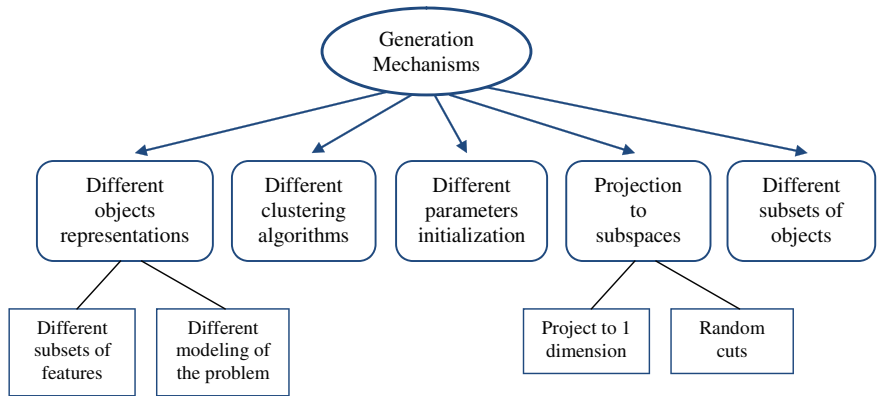 Generation
Mechanisms
Different
objects
representations
Different
clustering
algorithms
Different
parameters
initialization
Projection
to
subspaces
Different
subsets of
objects
Different
subsets of
features
Different
modeling of
the problem
Project to 1
dimension
Random
cuts